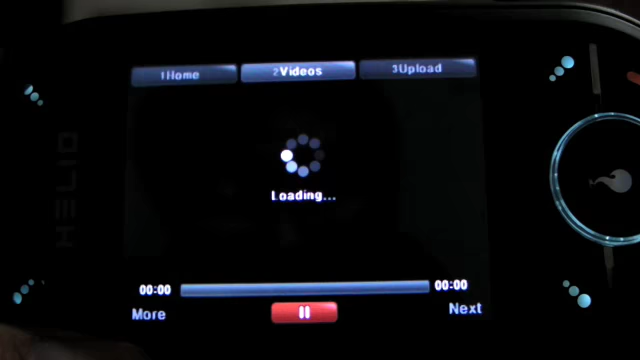 1Home 2Videos 3Upload
HELIO
Loading...
00:00 00:00
More Next